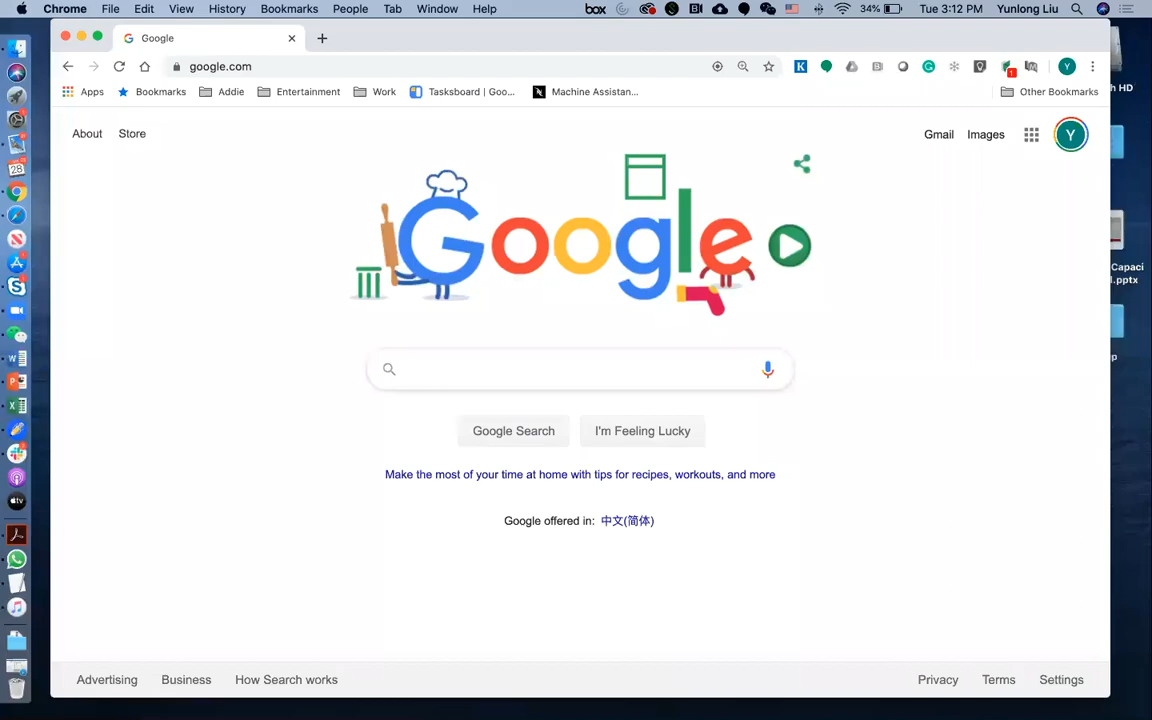 Chrome File Edit View History Bookmarks People Tab Window Help box 34% Tue 3:12 PM Yunlong Liu
Google
google.com
Apps Bookmarks Addie Entertainment Work Tasksboard | Goo... Machine Assistan... Other Bookmarks
About Store Gmail Images Y
Google
Google Search I'm Feeling Lucky
Make the most of your time at home with tips for recipes, workouts, and more
Google offered in: 中文(简体)
Advertising Business How Search works Privacy Terms Settings